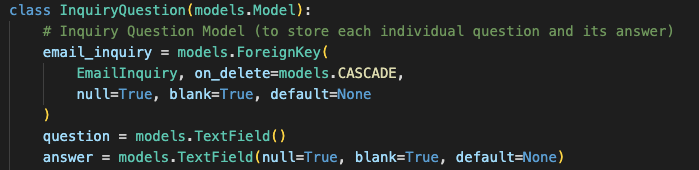 class InquiryQuestion(models.Model):
    # Inquiry Question Model (to store each individual question and its answer)
    email_inquiry = models.ForeignKey(
        EmailInquiry, on_delete=models.CASCADE,
        null=True, blank=True, default=None
    )
    question = models.TextField()
    answer = models.TextField(null=True, blank=True, default=None)